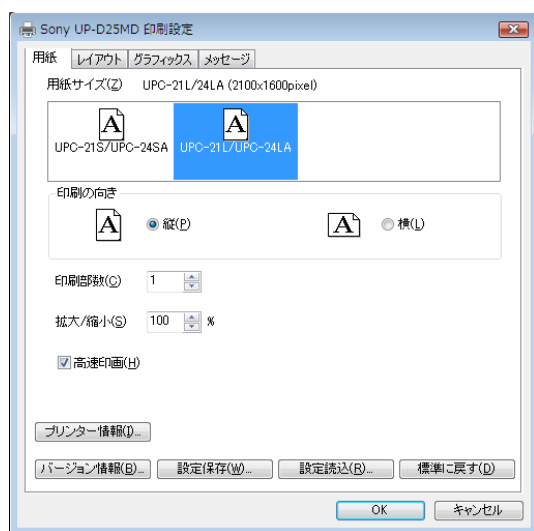 Sony UP-D25MD 印刷設定
用紙 レイアウト グラフィックス メッセージ
用紙サイズ(Z) UPC-21L/24LA (2100x1600pixel)
A A
UPC-21S/UPC-24SA UPC-21L/UPC-24LA
印刷の向き
A 縦(P) A 横(L)
印刷部数(C) 1
拡大/縮小(S) 100 %
高速印画(H)
プリンター情報(I)...
バージョン情報(B)... 設定保存(W)... 設定読込(R)... 標準に戻す(D)
OK キャンセル